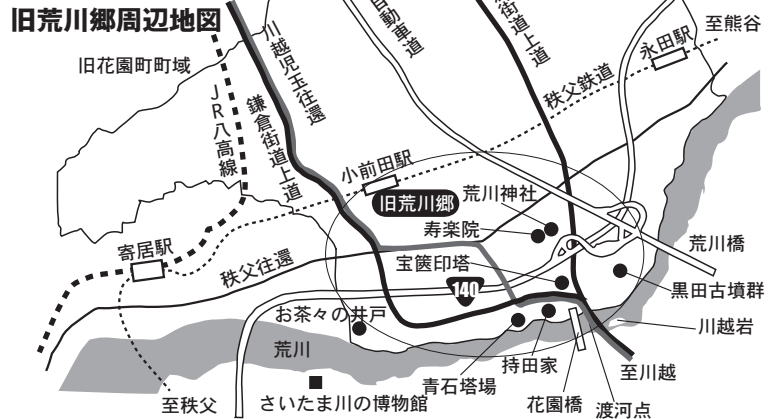 旧荒川郷周辺地図
旧花園町町域
JR八高線
鎌倉街道上道
川越児玉往還
自動車道
街道上道
至熊谷
永田駅
秩父鉄道
小前田駅
旧荒川郷
荒川神社
寿楽院
宝篋印塔
荒川橋
寄居駅
秩父往還
140
黒田古墳群
お茶々の井戸
川越岩
荒川
持田家
至川越
青石塔場
至秩父
さいたま川の博物館
花園橋
渡河点